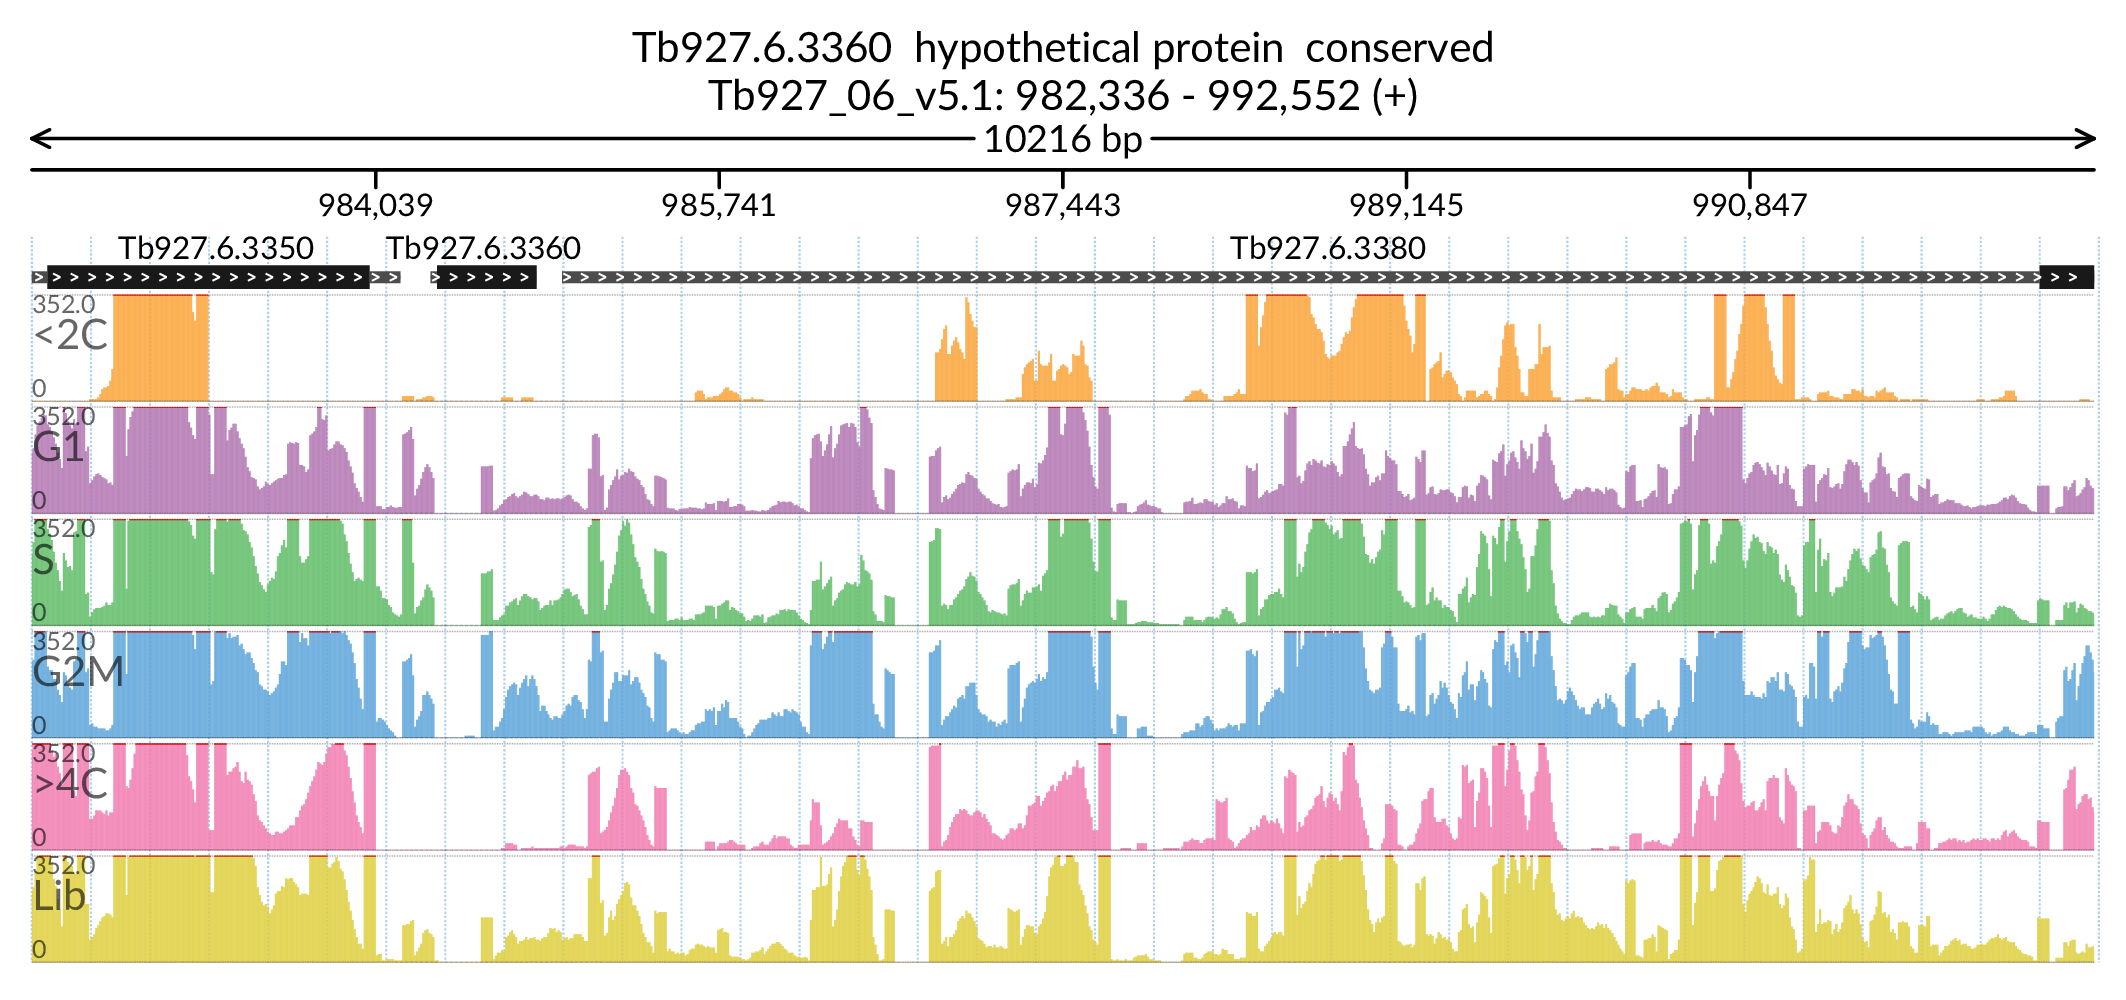 Tb927.6.3360 hypothetical protein conserved
Tb927_06_v5.1: 982,336 - 992,552 (+)
10216 bp
984,039 985,741 987,443 989,145 990,847
Tb927.6.3350 Tb927.6.3360 Tb927.6.3380
352.0
<2C
0
352.0
G1
0
352.0
S
0
352.0
G2M
0
352.0
>4C
0
352.0
Lib
0